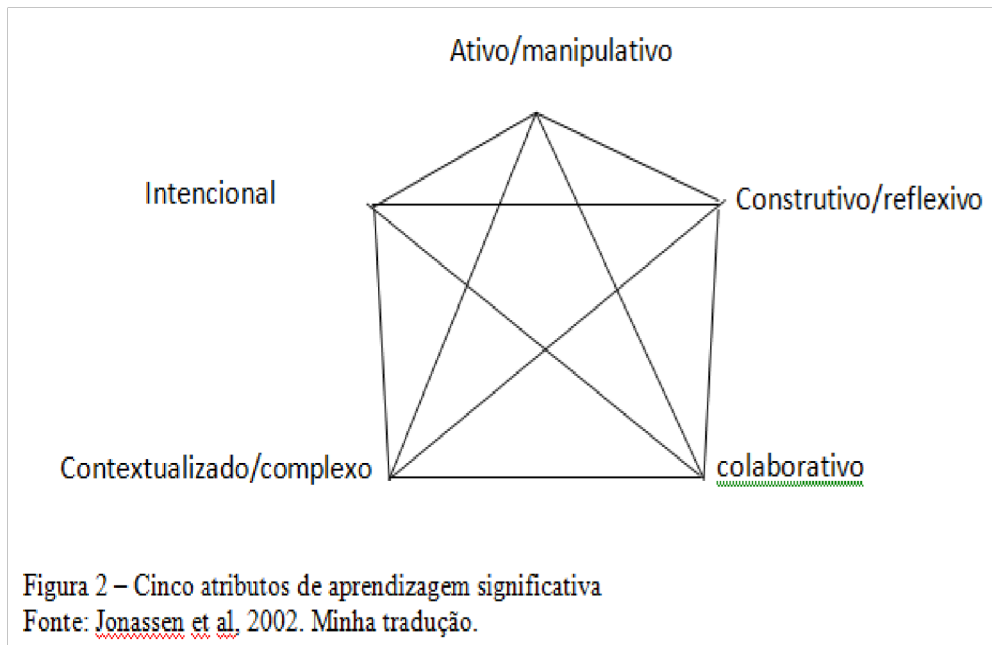 Ativo/manipulativo
Intencional
Construtivo/reflexivo
Contextualizado/complexo
colaborativo
Figura 2 – Cinco atributos de aprendizagem significativa
Fonte: Jonassen et al, 2002. Minha tradução.